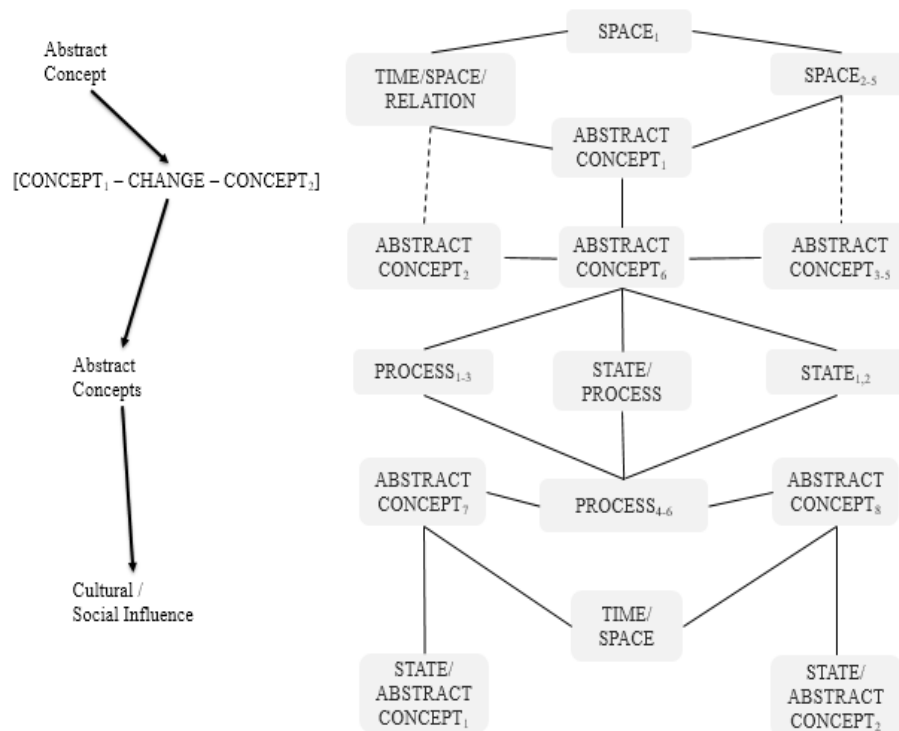 Abstract
Concept
[CONCEPT₁ – CHANGE – CONCEPT₂]
Abstract
Concepts
Cultural /
Social Influence
SPACE₁
TIME/SPACE/
RELATION
SPACE₂₋₅
ABSTRACT
CONCEPT₁
ABSTRACT
CONCEPT₂
ABSTRACT
CONCEPT₆
ABSTRACT
CONCEPT₃₋₅
PROCESS₁₋₃
STATE/
PROCESS
STATE₁,₂
ABSTRACT
CONCEPT₇
PROCESS₄₋₆
ABSTRACT
CONCEPT₈
TIME/
SPACE
STATE/
ABSTRACT
CONCEPT₁
STATE/
ABSTRACT
CONCEPT₂